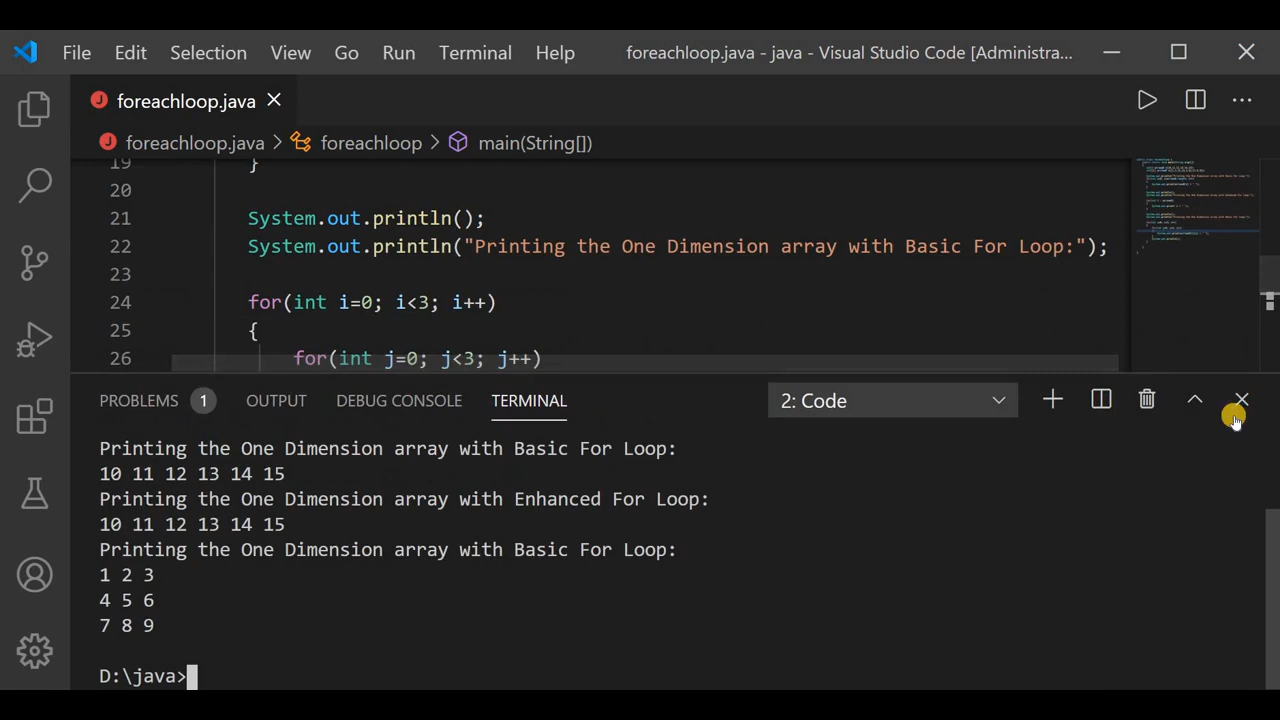 File Edit Selection View Go Run Terminal Help foreachloop.java - java - Visual Studio Code [Administra...
foreachloop.java
foreachloop.java > foreachloop > main(String[])
19 }
20
21 System.out.println();
22 System.out.println("Printing the One Dimension array with Basic For Loop:");
23
24 for(int i=0; i<3; i++)
25 {
26 for(int j=0; j<3; j++)
PROBLEMS 1 OUTPUT DEBUG CONSOLE TERMINAL 2: Code
Printing the One Dimension array with Basic For Loop:
10 11 12 13 14 15
Printing the One Dimension array with Enhanced For Loop:
10 11 12 13 14 15
Printing the One Dimension array with Basic For Loop:
1 2 3
4 5 6
7 8 9
D:\java>